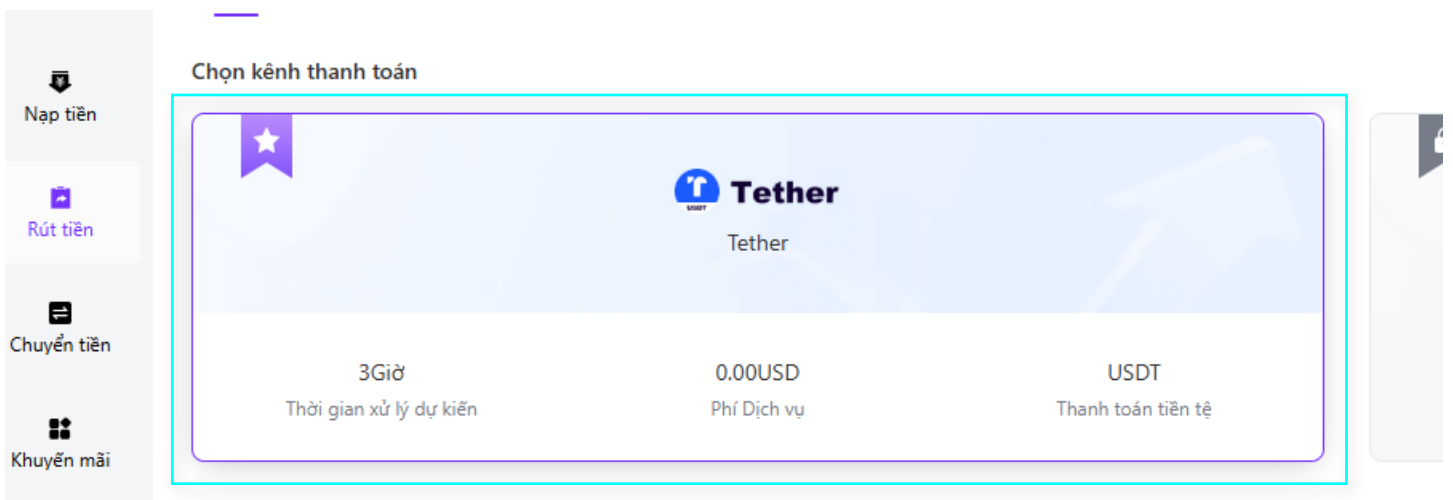 Chọn kênh thanh toán
Nạp tiền
Rút tiền
Chuyển tiền
Khuyến mãi
USDT
Tether
Tether
3Giờ
0.00USD
USDT
Thời gian xử lý dự kiến
Phí Dịch vụ
Thanh toán tiền tệ